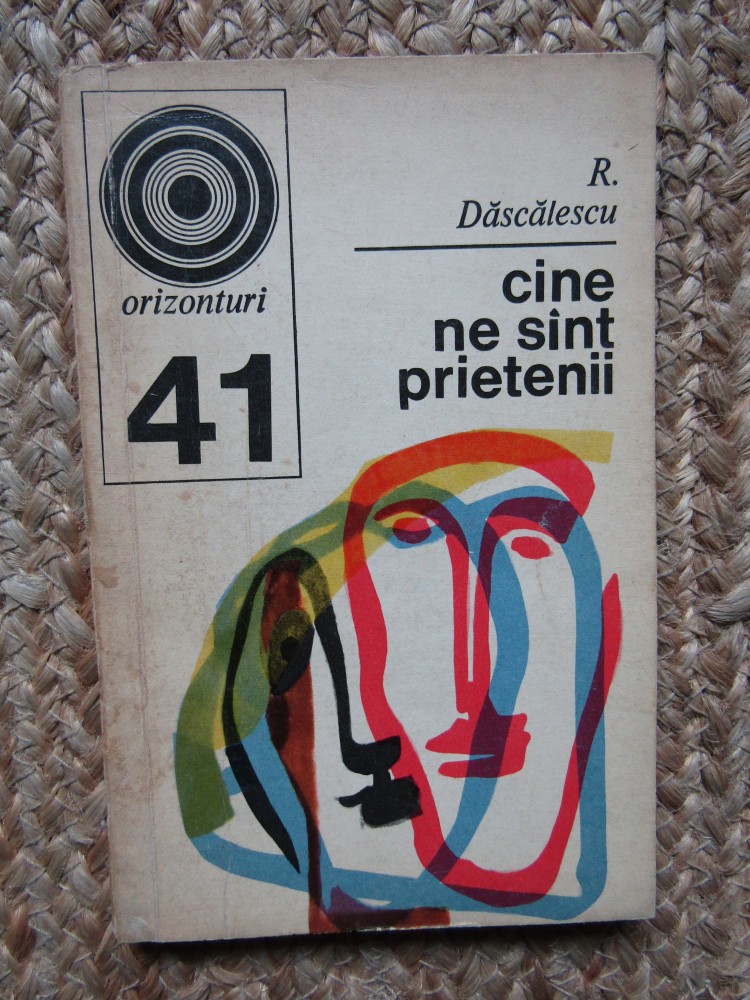 orizonturi
41
R.
Dăscălescu
cine
ne sînt
prietenii